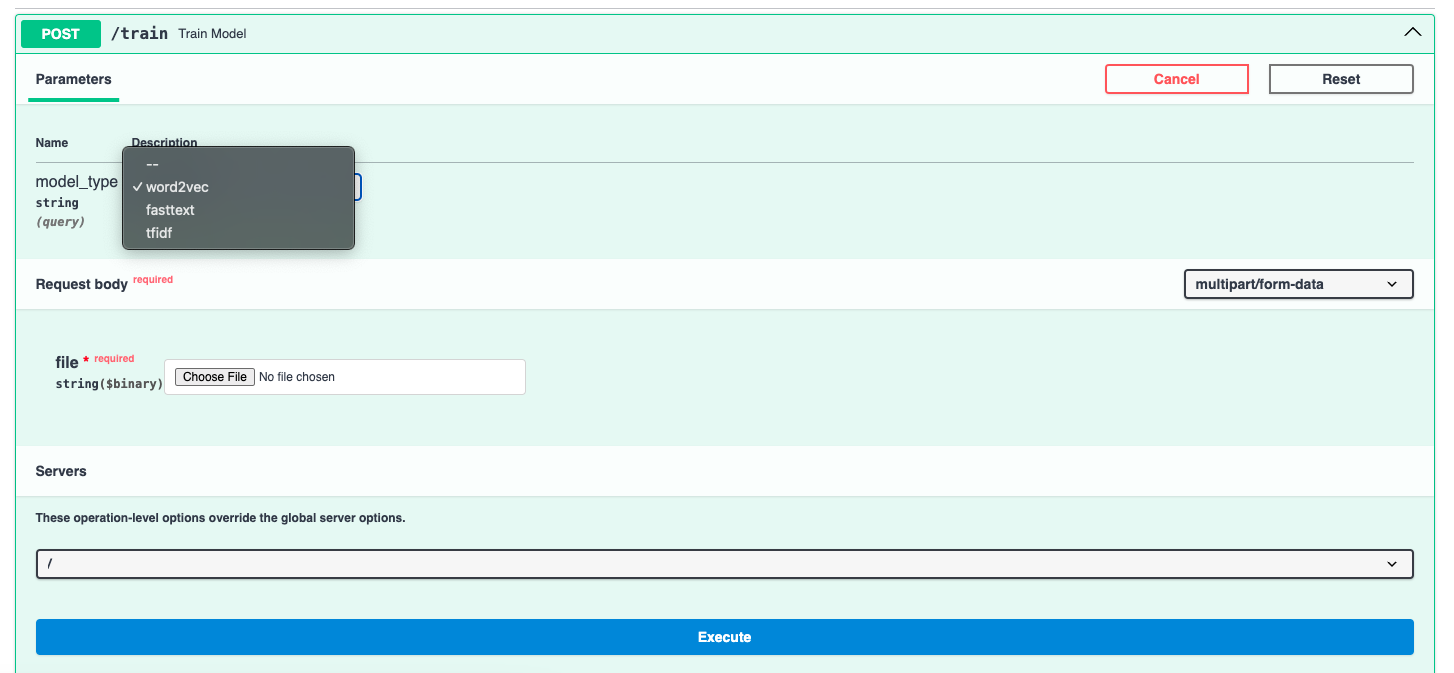 POST /train Train Model
Parameters
Cancel
Reset
Name Description
--
model_type ✓ word2vec
string
fasttext
(query)
tfidf
Request body required
multipart/form-data
file * required
string($binary)
Choose File No file chosen
Servers
These operation-level options override the global server options.
/
Execute